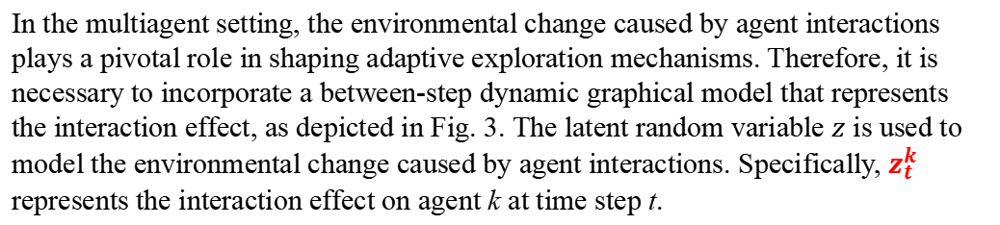 In the multiagent setting, the environmental change caused by agent interactions
plays a pivotal role in shaping adaptive exploration mechanisms. Therefore, it is
necessary to incorporate a between-step dynamic graphical model that represents
the interaction effect, as depicted in Fig. 3. The latent random variable z is used to
model the environmental change caused by agent interactions. Specifically, $z_t^k$
represents the interaction effect on agent k at time step t.